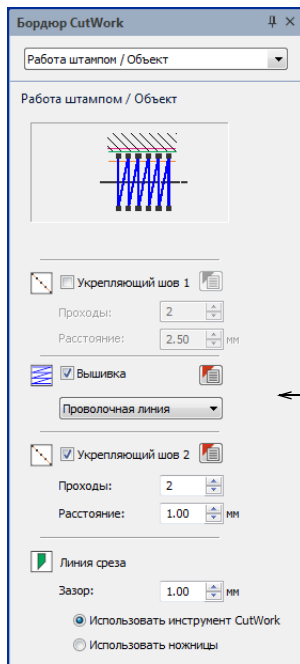 Бордюр CutWork
Работа штампом / Объект
Работа штампом / Объект
Укрепляющий шов 1
Проходы: 2
Расстояние: 2.50 мм
Вышивка
Проволочная линия
Укрепляющий шов 2
Проходы: 2
Расстояние: 1.00 мм
Линия среза
Зазор: 1.00 мм
Использовать инструмент CutWork
Использовать ножницы